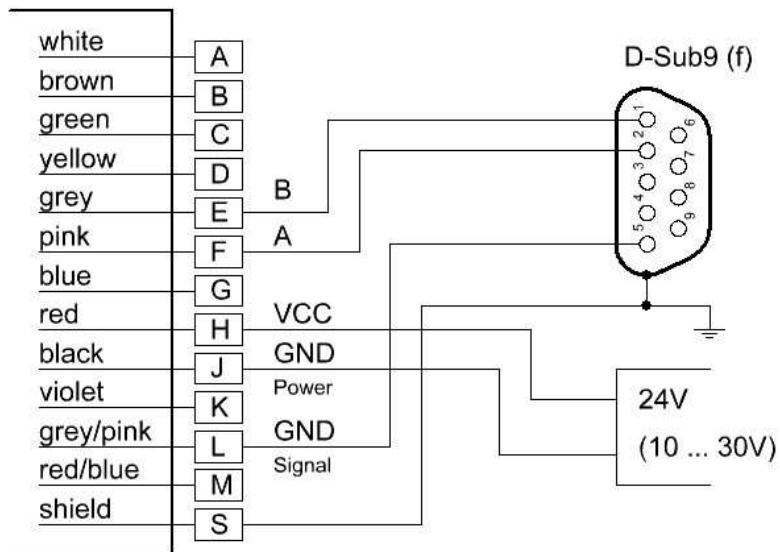 white A
brown B
green C
yellow D
grey E B
pink F A
blue G
red H VCC
black J GND
Power
violet K
grey/pink L GND
Signal
red/blue M
shield S
D-Sub9 (f)
1 6
2 7
3 8
4 9
5
24V
(10 ... 30V)